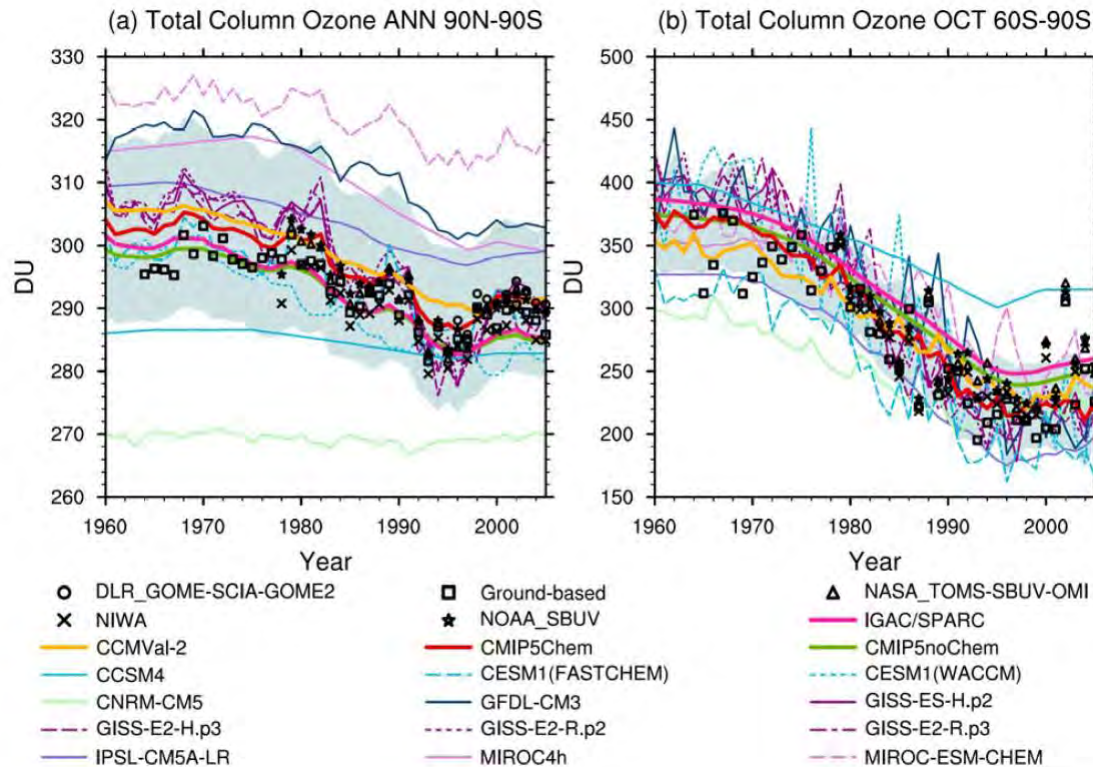 (a) Total Column Ozone ANN 90N-90S
(b) Total Column Ozone OCT 60S-90S
330
320
310
300
290
280
270
260
DU
1960
1970
1980
1990
2000
Year
500
450
400
350
300
250
200
150
DU
1960
1970
1980
1990
2000
Year
DLR_GOME-SCIA-GOME2
Ground-based
NASA_TOMS-SBUV-OMI
NIWA
NOAA_SBUV
IGAC/SPARC
CCMVal-2
CMIP5Chem
CMIP5noChem
CCSM4
CESM1(FASTCHEM)
CESM1(WACCM)
CNRM-CM5
GFDL-CM3
GISS-ES-H.p2
GISS-E2-H.p3
GISS-E2-R.p2
GISS-E2-R.p3
IPSL-CM5A-LR
MIROC4h
MIROC-ESM-CHEM